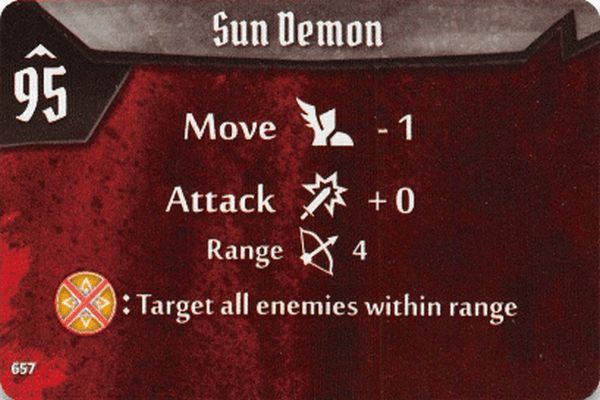 Sun Demon
95
Move - 1
Attack + 0
Range 4
: Target all enemies within range
657